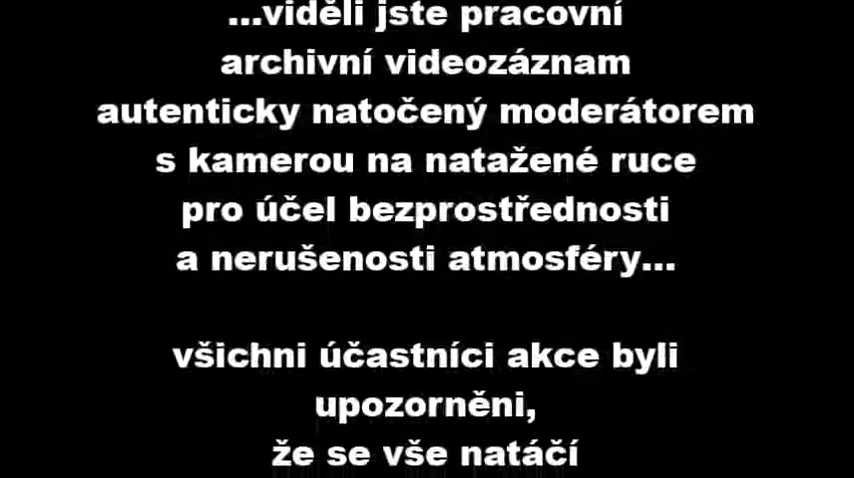 ...viděli jste pracovní
archivní videozáznam
autenticky natočený moderátorem
s kamerou na natažené ruce
pro účel bezprostřednosti
a nerušenosti atmosféry...
všichni účastníci akce byli
upozorněni,
že se vše natáčí